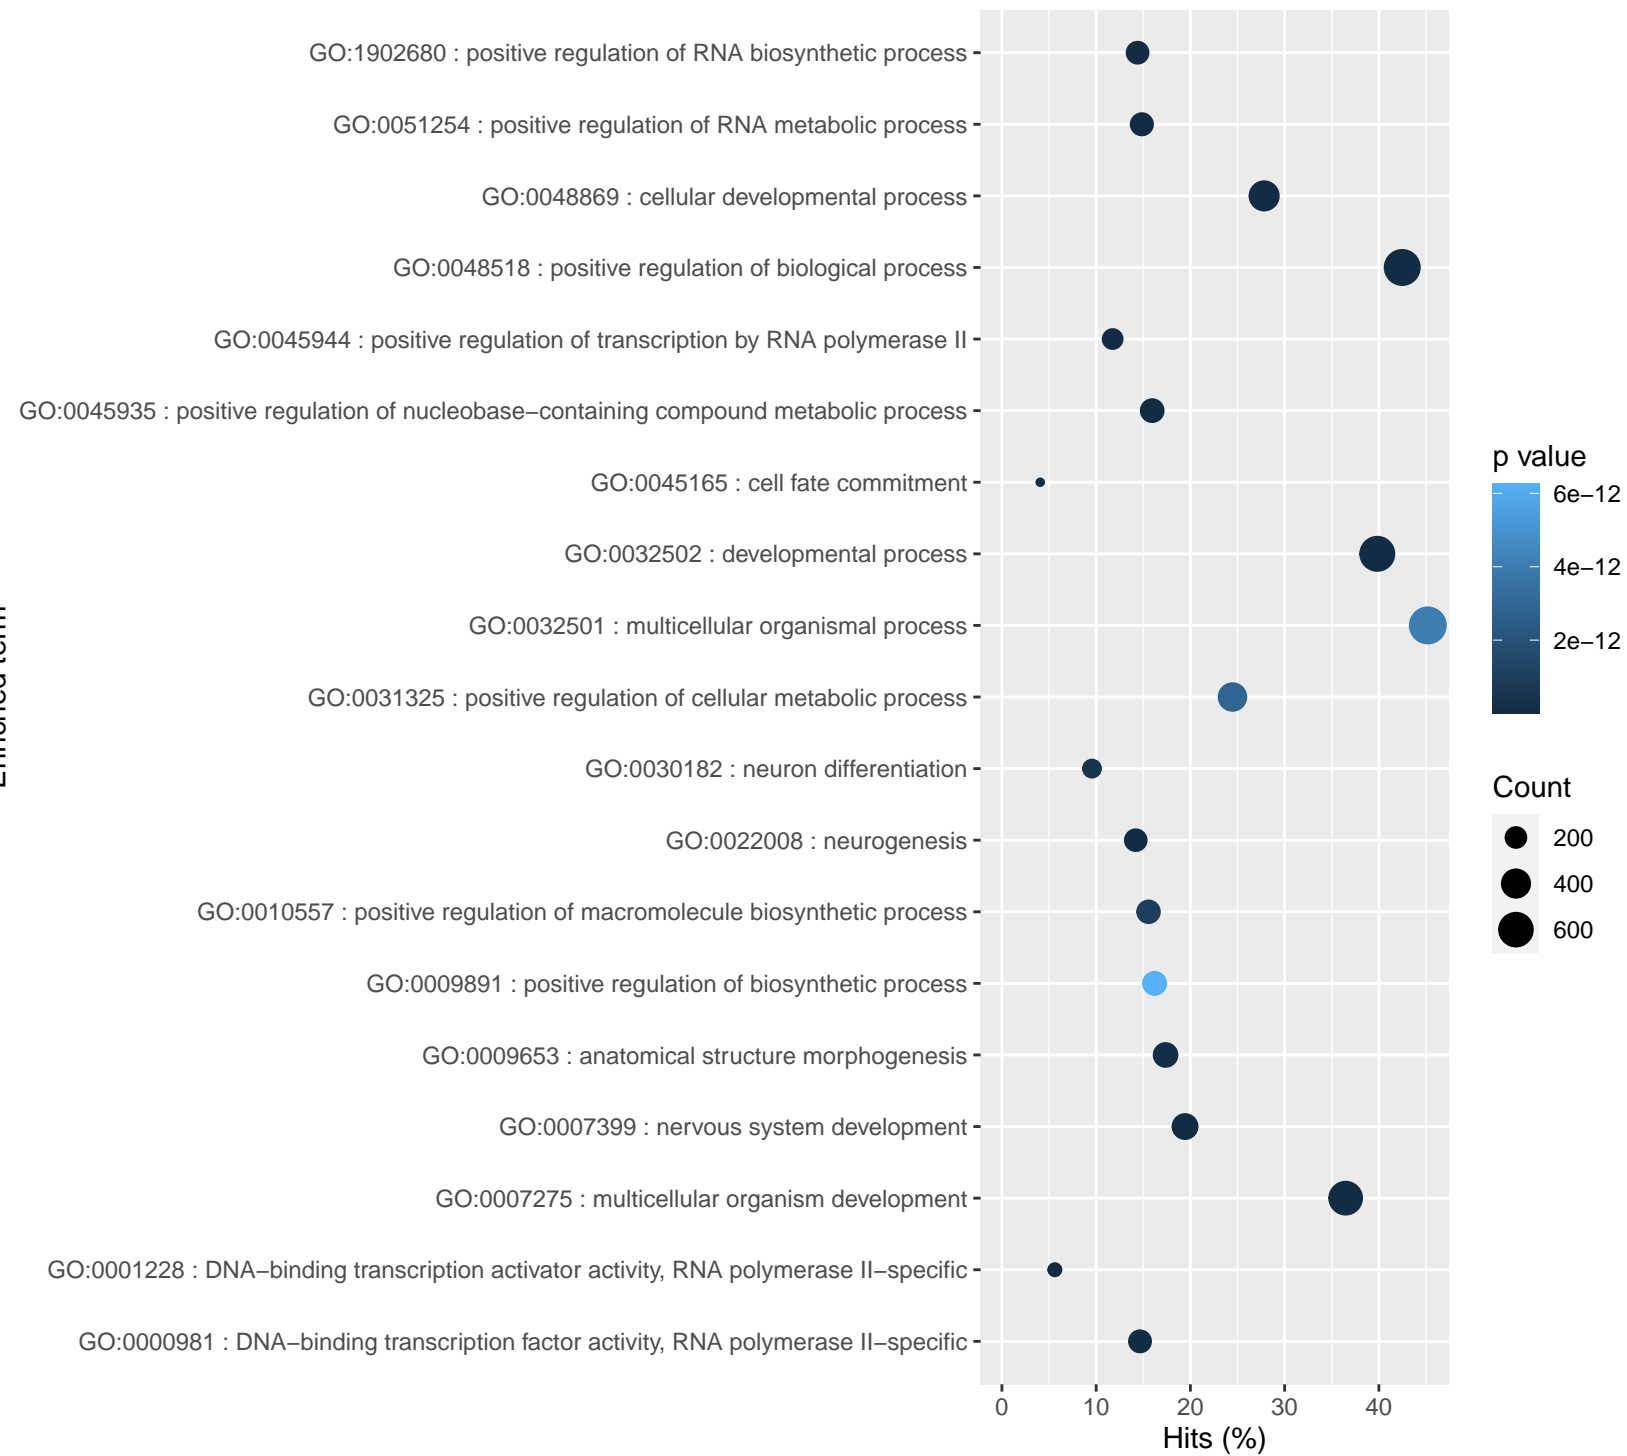 GO:1902680 : positive regulation of RNA biosynthetic process
GO:0051254 : positive regulation of RNA metabolic process
GO:0048869 : cellular developmental process
GO:0048518 : positive regulation of biological process
GO:0045944 : positive regulation of transcription by RNA polymerase II
GO:0045935 : positive regulation of nucleobase−containing compound metabolic process
GO:0045165 : cell fate commitment
GO:0032502 : developmental process
GO:0032501 : multicellular organismal process
GO:0031325 : positive regulation of cellular metabolic process
GO:0030182 : neuron differentiation
GO:0022008 : neurogenesis
GO:0010557 : positive regulation of macromolecule biosynthetic process
GO:0009891 : positive regulation of biosynthetic process
GO:0009653 : anatomical structure morphogenesis
GO:0007399 : nervous system development
GO:0007275 : multicellular organism development
GO:0001228 : DNA−binding transcription activator activity, RNA polymerase II−specific
GO:0000981 : DNA−binding transcription factor activity, RNA polymerase II−specific
0 10 20 30 40
Hits (%)
p value
6e−12
4e−12
2e−12
Count
200
400
600